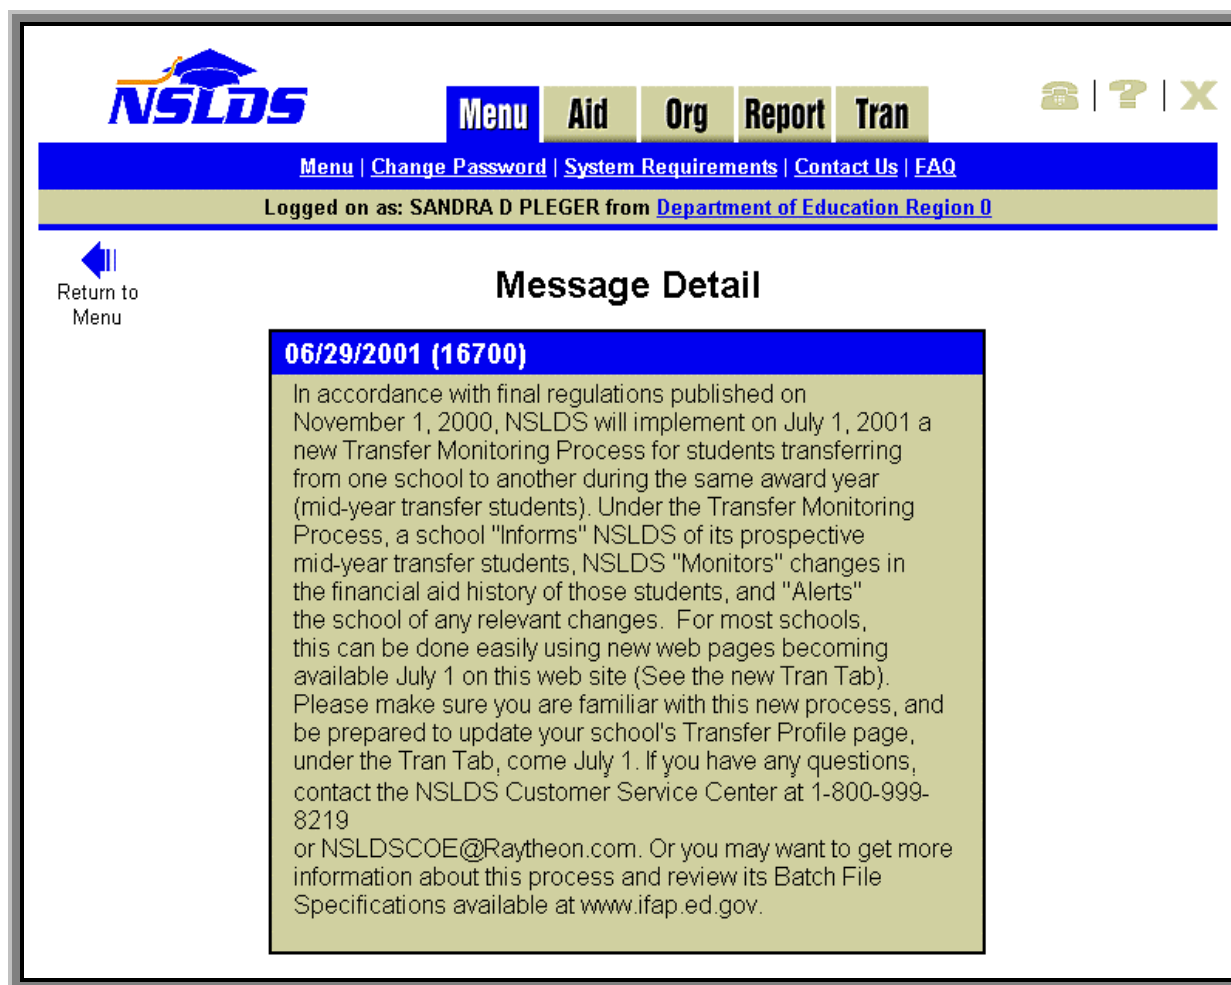 NSLDS
Menu Aid Org Report Tran
? | X
Menu | Change Password | System Requirements | Contact Us | FAQ
Logged on as: SANDRA D PLEGER from Department of Education Region 0
Return to
Menu
Message Detail
06/29/2001 (16700)
In accordance with final regulations published on
November 1, 2000, NSLDS will implement on July 1, 2001 a
new Transfer Monitoring Process for students transferring
from one school to another during the same award year
(mid-year transfer students). Under the Transfer Monitoring
Process, a school "Informs" NSLDS of its prospective
mid-year transfer students, NSLDS "Monitors" changes in
the financial aid history of those students, and "Alerts"
the school of any relevant changes.  For most schools,
this can be done easily using new web pages becoming
available July 1 on this web site (See the new Tran Tab).
Please make sure you are familiar with this new process, and
be prepared to update your school's Transfer Profile page,
under the Tran Tab, come July 1. If you have any questions,
contact the NSLDS Customer Service Center at 1-800-999-
8219
or NSLDSCOE@Raytheon.com. Or you may want to get more
information about this process and review its Batch File
Specifications available at www.ifap.ed.gov.